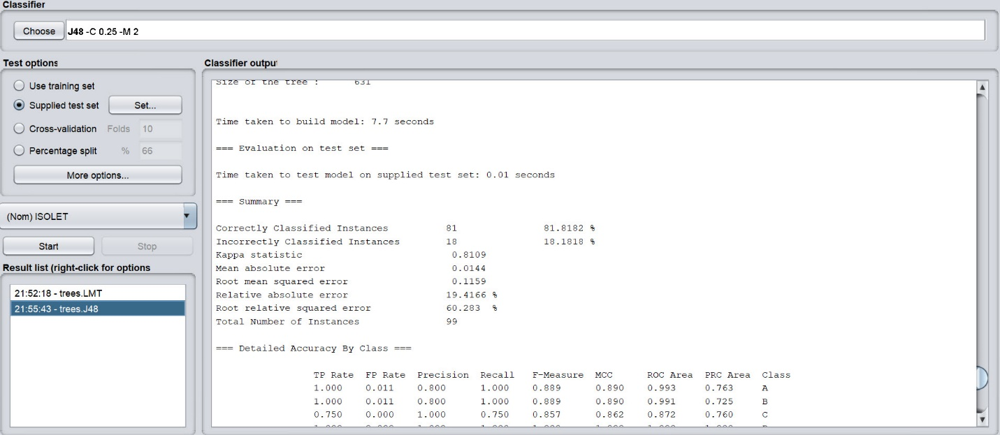 Classifier
Choose J48 -C 0.25 -M 2
Test options
Use training set
Supplied test set Set...
Cross-validation Folds 10
Percentage split % 66
More options...
(Nom) ISOLET
Start Stop
Result list (right-click for options
21:52:18 - trees.LMT
21:55:43 - trees.J48
Classifier output
Size of the tree : 631
Time taken to build model: 7.7 seconds
=== Evaluation on test set ===
Time taken to test model on supplied test set: 0.01 seconds
=== Summary ===
Correctly Classified Instances 81 81.8182 %
Incorrectly Classified Instances 18 18.1818 %
Kappa statistic 0.8109
Mean absolute error 0.0144
Root mean squared error 0.1159
Relative absolute error 19.4166 %
Root relative squared error 60.283 %
Total Number of Instances 99
=== Detailed Accuracy By Class ===
TP Rate FP Rate Precision Recall F-Measure MCC ROC Area PRC Area Class
1.000 0.011 0.800 1.000 0.889 0.890 0.993 0.763 A
1.000 0.011 0.800 1.000 0.889 0.890 0.991 0.725 B
0.750 0.000 1.000 0.750 0.857 0.862 0.872 0.760 C